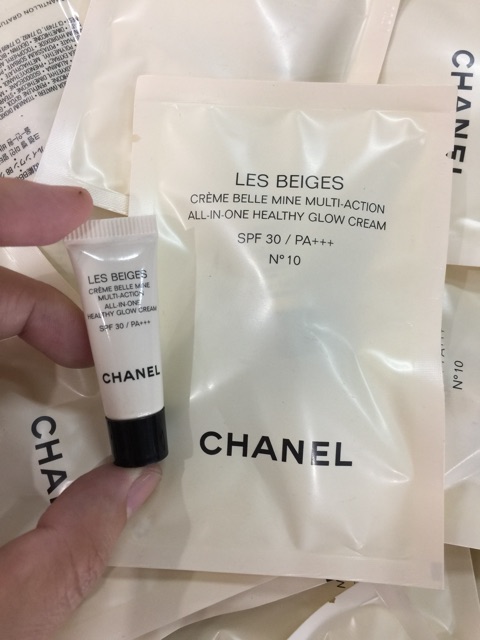 LES BEIGES
CRÈME BELLE MINE MULTI-ACTION
ALL-IN-ONE HEALTHY GLOW CREAM
SPF 30 / PA+++
N°10
CHANEL
LES BEIGES
CRÈME BELLE MINE
MULTI-ACTION
ALL-IN-ONE
HEALTHY GLOW CREAM
SPF 30 / PA+++
CHANEL
CHANEL
N°10
CHA